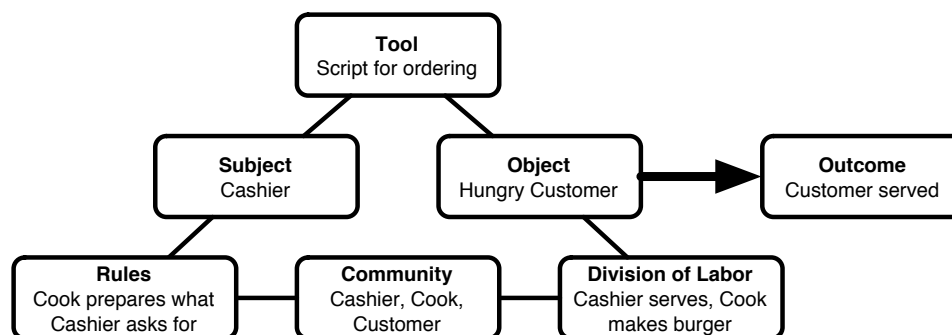 Tool
Script for ordering
Subject
Cashier
Object
Hungry Customer
Outcome
Customer served
Rules
Cook prepares what
Cashier asks for
Community
Cashier, Cook,
Customer
Division of Labor
Cashier serves, Cook
makes burger